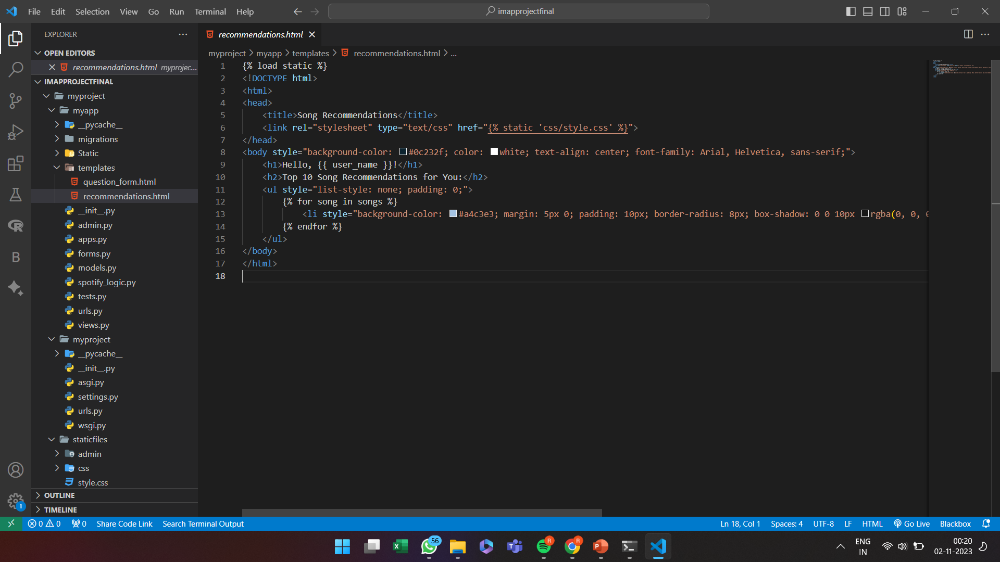 File Edit Selection View Go Run Terminal Help
imapprojectfinal
EXPLORER
OPEN EDITORS
recommendations.html myprojec...
IMAPPROJECTFINAL
myproject
myapp
__pycache__
migrations
Static
templates
question_form.html
recommendations.html
__init__.py
admin.py
apps.py
forms.py
models.py
spotify_logic.py
tests.py
urls.py
views.py
myproject
__pycache__
__init__.py
asgi.py
settings.py
urls.py
wsgi.py
staticfiles
admin
css
style.css
OUTLINE
TIMELINE
recommendations.html
myproject > myapp > templates > recommendations.html > ...
1 {% load static %}
2 <!DOCTYPE html>
3 <html>
4 <head>
5 <title>Song Recommendations</title>
6 <link rel="stylesheet" type="text/css" href="{% static 'css/style.css' %}">
7 </head>
8 <body style="background-color: #0c232f; color: white; text-align: center; font-family: Arial, Helvetica, sans-serif;">
9 <h1>Hello, {{ user_name }}!</h1>
10 <h2>Top 10 Song Recommendations for You:</h2>
11 <ul style="list-style: none; padding: 0;">
12 {% for song in songs %}
13 <li style="background-color: #a4c3e3; margin: 5px 0; padding: 10px; border-radius: 8px; box-shadow: 0 0 10px rgba(0, 0, 0
14 {% endfor %}
15 </ul>
16 </body>
17 </html>
18
B
1
0 0 0 Share Code Link Search Terminal Output
Ln 18, Col 1 Spaces: 4 UTF-8 LF HTML Go Live Blackbox
56
R
R
ENG
IN
00:20
02-11-2023